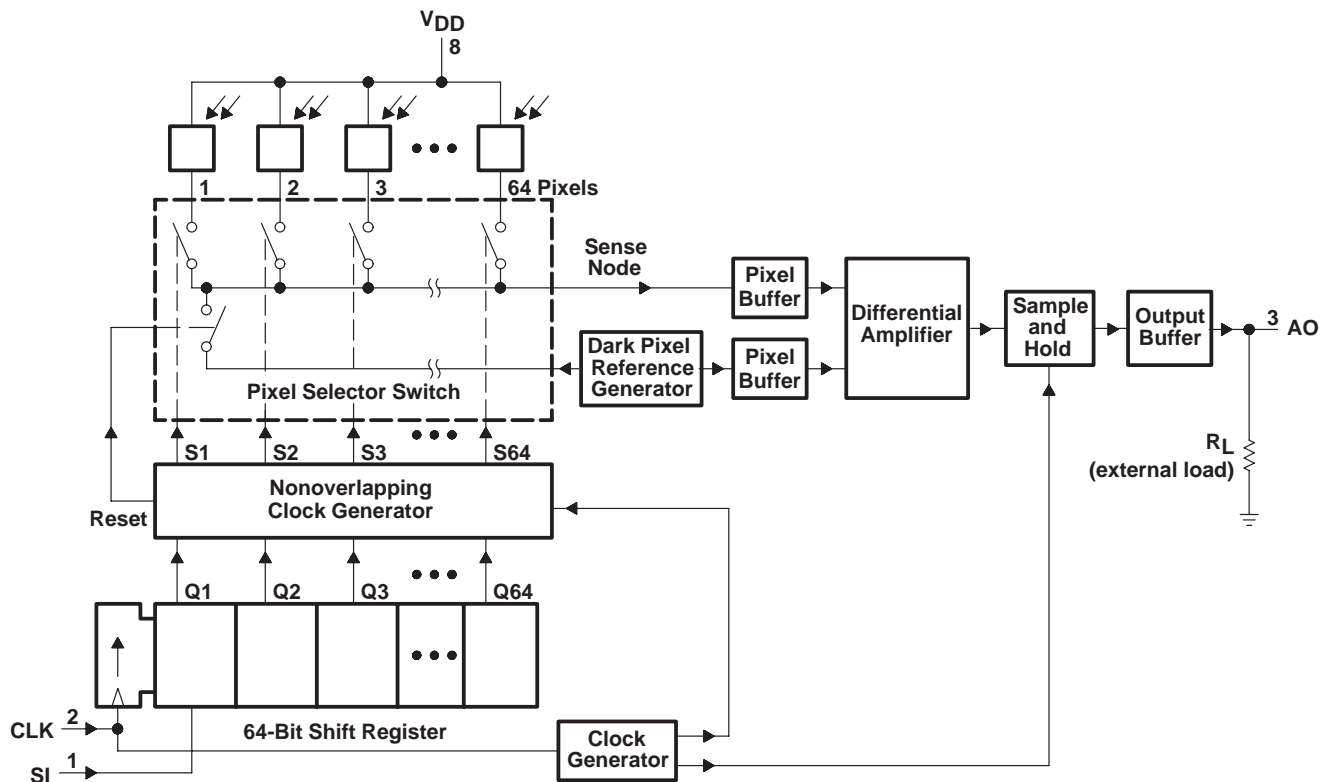 VDD
8
1
2
3
64 Pixels
Sense
Node
Pixel
Buffer
Differential
Amplifier
Sample
and
Hold
Output
Buffer
3
AO
Dark Pixel
Reference
Generator
Pixel
Buffer
Pixel Selector Switch
S1
S2
S3
S64
RL
(external load)
Nonoverlapping
Clock Generator
Reset
Q1
Q2
Q3
Q64
CLK
2
64-Bit Shift Register
Clock
Generator
SI
1